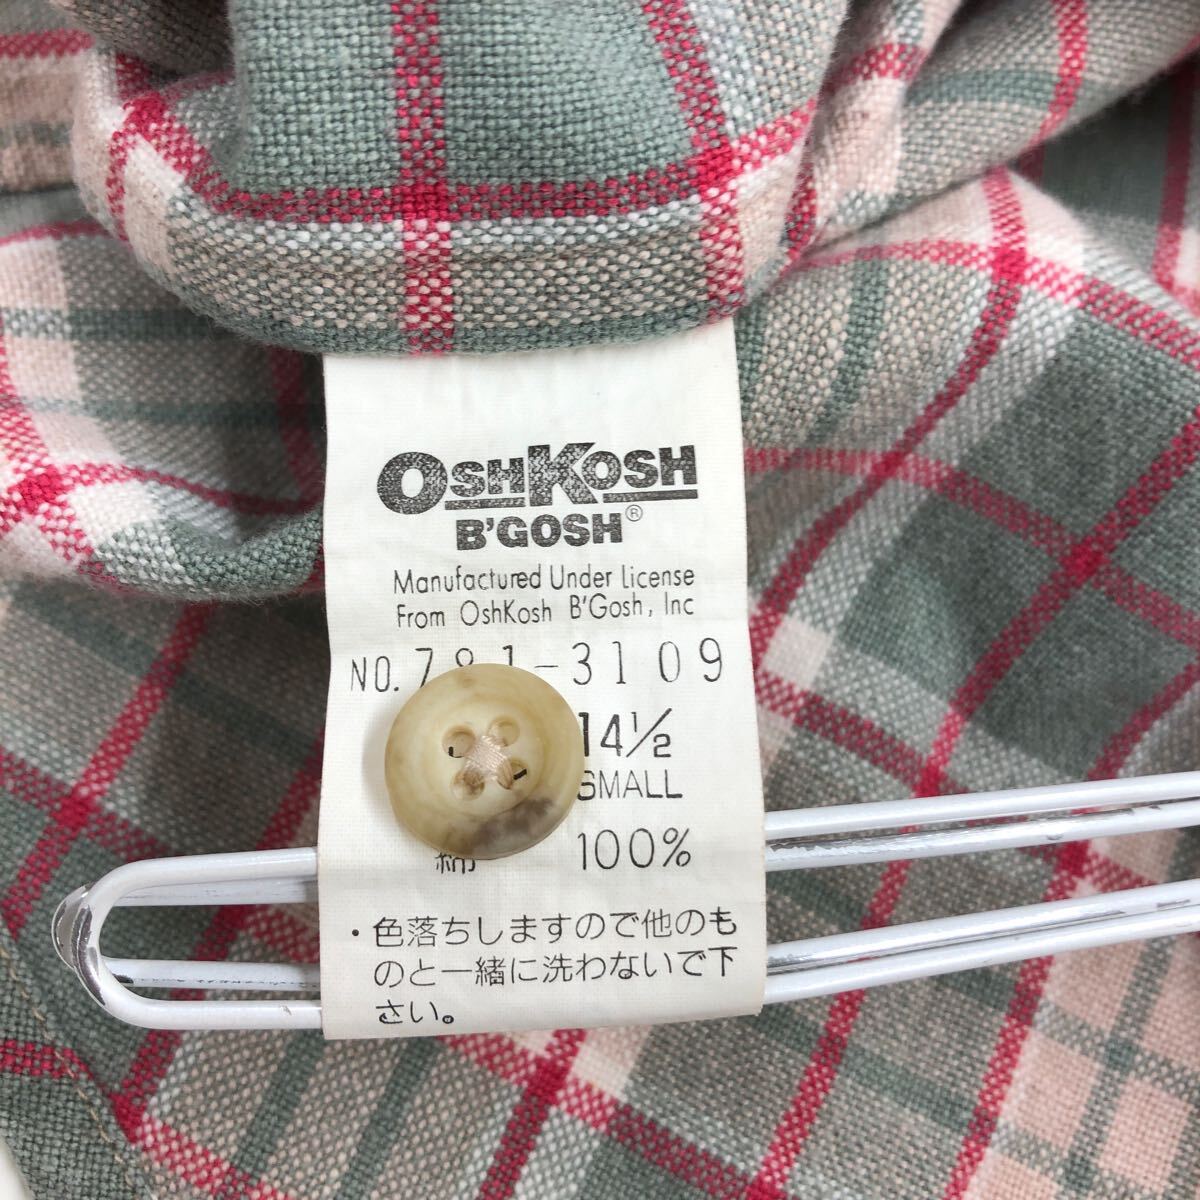 OSHKOSH
B'GOSH®
Manufactured Under License
From OshKosh B'Gosh, Inc
NO. 781-3109
14½
SMALL
綿 100%
・色落ちしますので他のも
のと一緒に洗わないで下
さい。